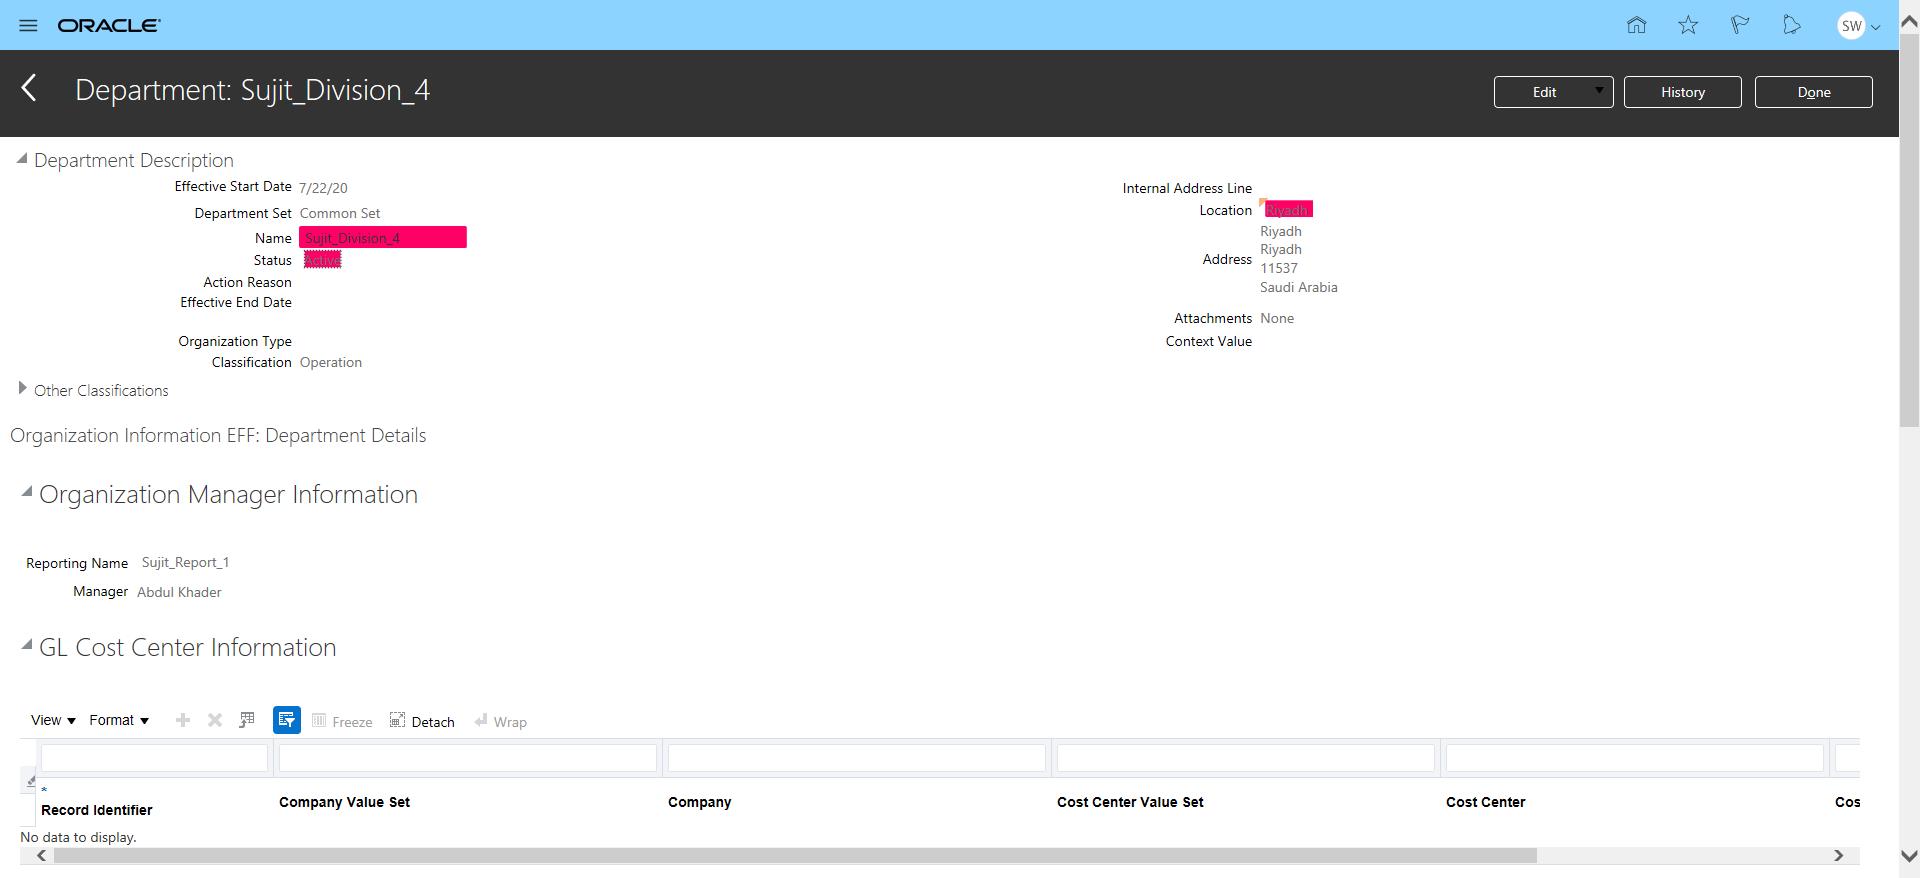 ORACLE
SW
Department: Sujit_Division_4
Edit
History
Done
Department Description
Effective Start Date 7/22/20
Department Set Common Set
Name Sujit_Division_4
Status Active
Action Reason
Effective End Date
Organization Type
Classification Operation
Internal Address Line
Location Riyadh
Riyadh
Riyadh
Address
11537
Saudi Arabia
Attachments None
Context Value
Other Classifications
Organization Information EFF: Department Details
Organization Manager Information
Reporting Name Sujit_Report_1
Manager Abdul Khader
GL Cost Center Information
View Format Freeze Detach Wrap
* Record Identifier
Company Value Set
Company
Cost Center Value Set
Cost Center
Cos
No data to display.